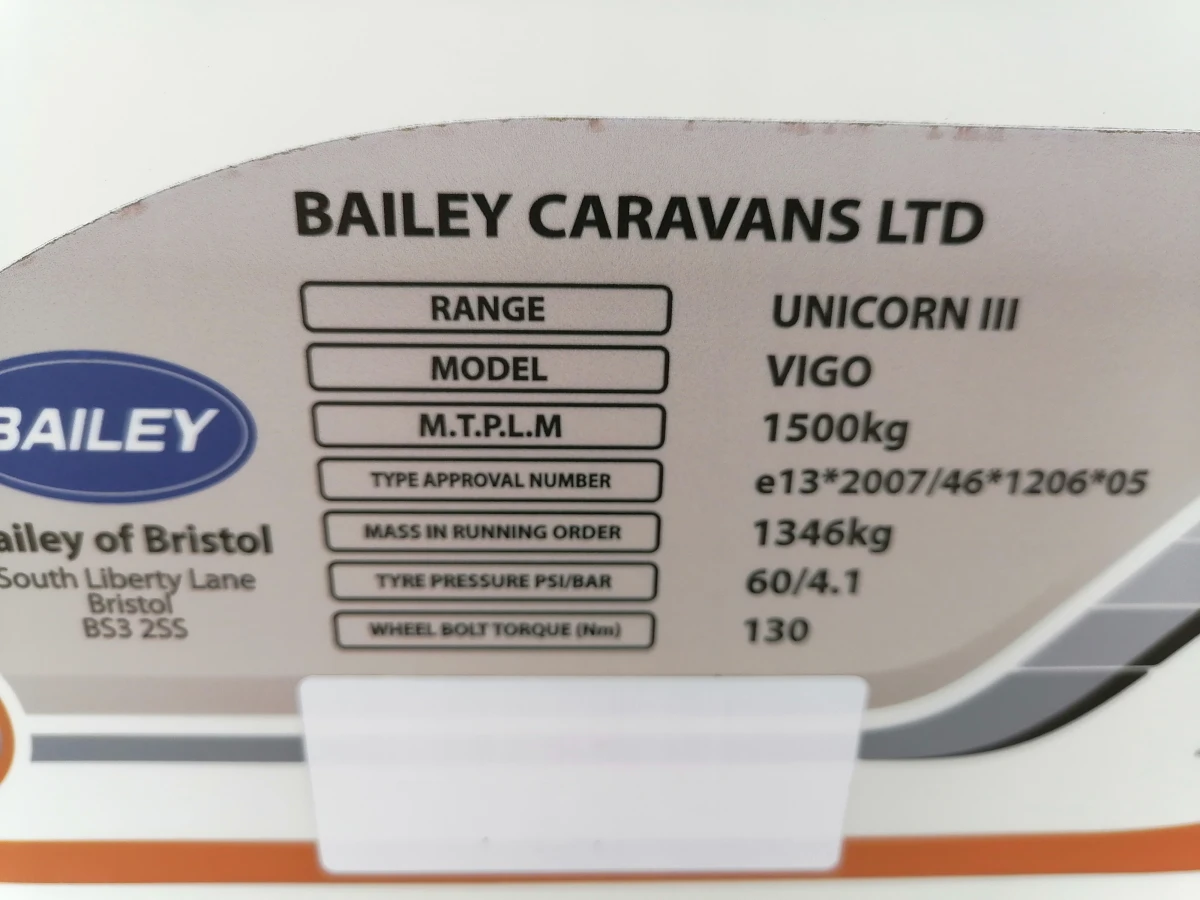 BAILEY CARAVANS LTD
RANGE UNICORN III
MODEL VIGO
M.T.P.L.M 1500kg
TYPE APPROVAL NUMBER e13*2007/46*1206*05
MASS IN RUNNING ORDER 1346kg
TYRE PRESSURE PSI/BAR 60/4.1
WHEEL BOLT TORQUE (Nm) 130
BAILEY
ailey of Bristol
South Liberty Lane
Bristol
BS3 2SS